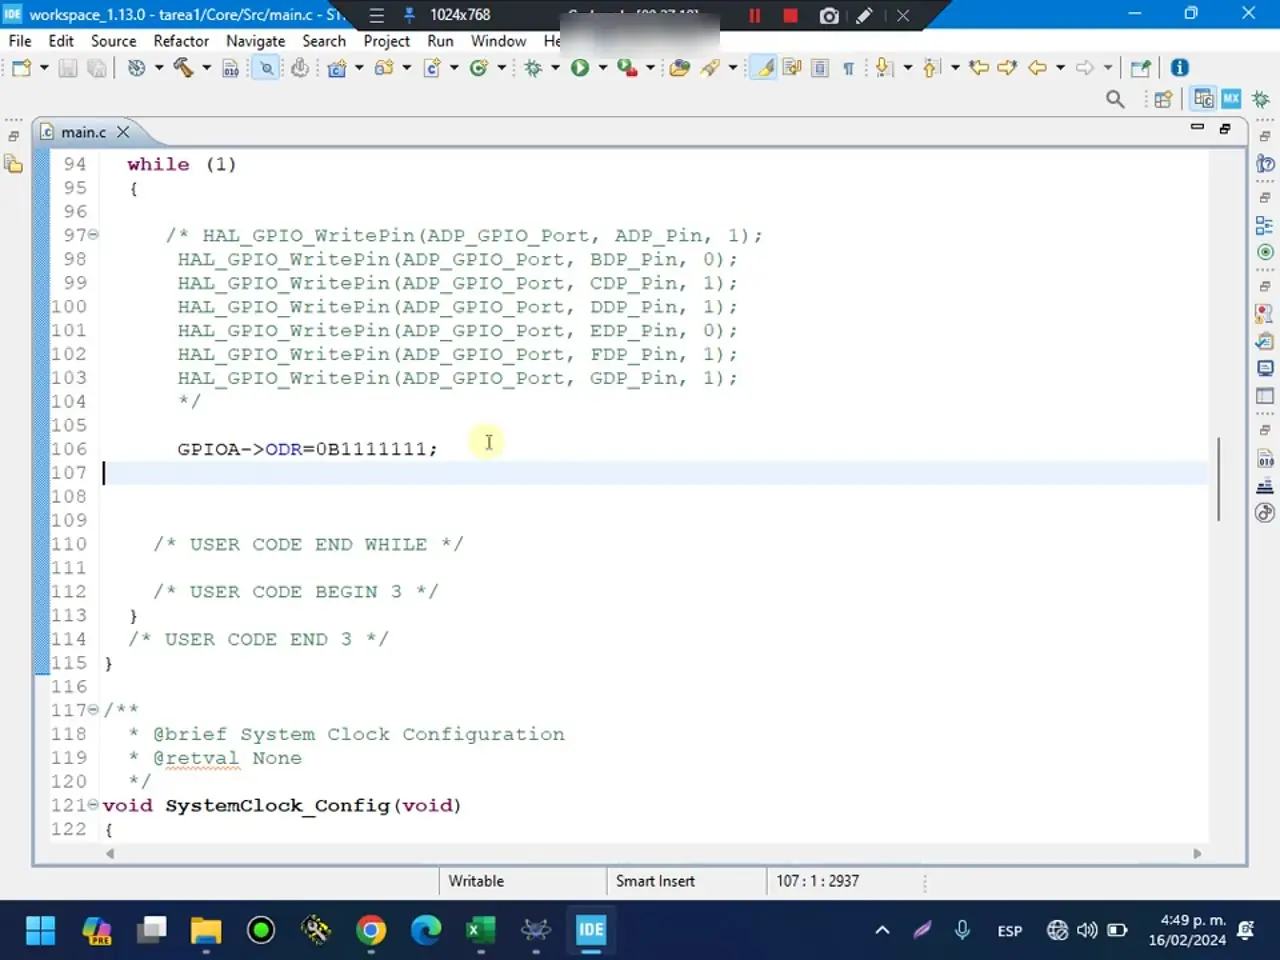 workspace_1.13.0 - tarea1/Core/Src/main.c - ST
1024x768
File Edit Source Refactor Navigate Search Project Run Window He
main.c
94 while (1)
95 {
96
97 /* HAL_GPIO_WritePin(ADP_GPIO_Port, ADP_Pin, 1);
98 HAL_GPIO_WritePin(ADP_GPIO_Port, BDP_Pin, 0);
99 HAL_GPIO_WritePin(ADP_GPIO_Port, CDP_Pin, 1);
100 HAL_GPIO_WritePin(ADP_GPIO_Port, DDP_Pin, 1);
101 HAL_GPIO_WritePin(ADP_GPIO_Port, EDP_Pin, 0);
102 HAL_GPIO_WritePin(ADP_GPIO_Port, FDP_Pin, 1);
103 HAL_GPIO_WritePin(ADP_GPIO_Port, GDP_Pin, 1);
104 */
105
106 GPIOA->ODR=0B1111111;
107
108
109
110 /* USER CODE END WHILE */
111
112 /* USER CODE BEGIN 3 */
113 }
114 /* USER CODE END 3 */
115 }
116
117 /**
118 * @brief System Clock Configuration
119 * @retval None
120 */
121 void SystemClock_Config(void)
122 {
Writable Smart Insert 107 : 1 : 2937
PRE
IDE
ESP
4:49 p. m.
16/02/2024